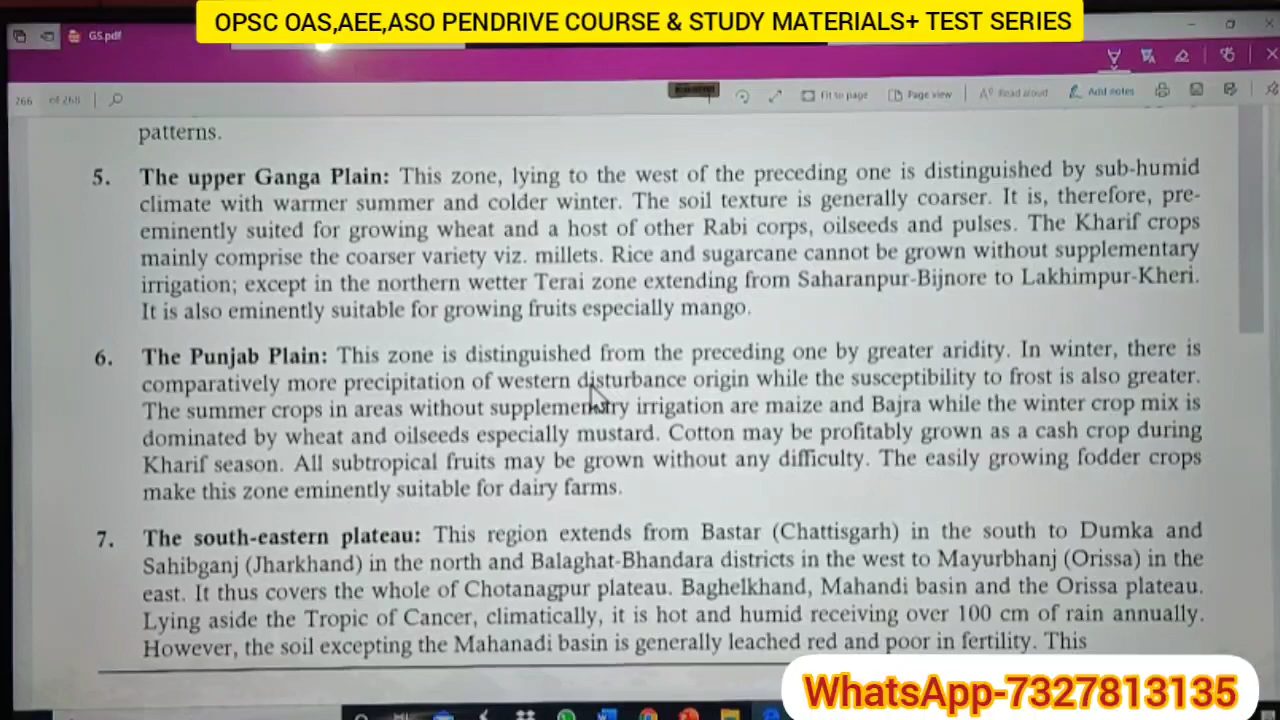 OPSC OAS,AEE,ASO PENDRIVE COURSE & STUDY MATERIALS+ TEST SERIES
GS.pdf
266 of 268 Fit to page Page view Read aloud Add notes
patterns.
5. The upper Ganga Plain: This zone, lying to the west of the preceding one is distinguished by sub-humid
climate with warmer summer and colder winter. The soil texture is generally coarser. It is, therefore, pre-
eminently suited for growing wheat and a host of other Rabi corps, oilseeds and pulses. The Kharif crops
mainly comprise the coarser variety viz. millets. Rice and sugarcane cannot be grown without supplementary
irrigation; except in the northern wetter Terai zone extending from Saharanpur-Bijnore to Lakhimpur-Kheri.
It is also eminently suitable for growing fruits especially mango.
6. The Punjab Plain: This zone is distinguished from the preceding one by greater aridity. In winter, there is
comparatively more precipitation of western disturbance origin while the susceptibility to frost is also greater.
The summer crops in areas without supplementary irrigation are maize and Bajra while the winter crop mix is
dominated by wheat and oilseeds especially mustard. Cotton may be profitably grown as a cash crop during
Kharif season. All subtropical fruits may be grown without any difficulty. The easily growing fodder crops
make this zone eminently suitable for dairy farms.
7. The south-eastern plateau: This region extends from Bastar (Chattisgarh) in the south to Dumka and
Sahibganj (Jharkhand) in the north and Balaghat-Bhandara districts in the west to Mayurbhanj (Orissa) in the
east. It thus covers the whole of Chotanagpur plateau. Baghelkhand, Mahandi basin and the Orissa plateau.
Lying aside the Tropic of Cancer, climatically, it is hot and humid receiving over 100 cm of rain annually.
However, the soil excepting the Mahanadi basin is generally leached red and poor in fertility. This
WhatsApp-7327813135